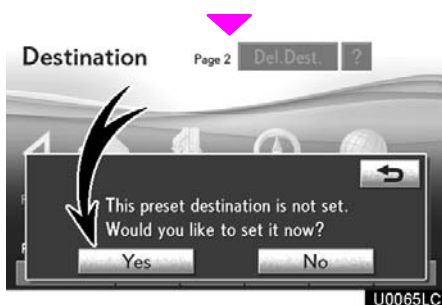 Destination Page 2 Del.Dest. ?
This preset destination is not set.
Would you like to set it now?
Yes No
U0065LC